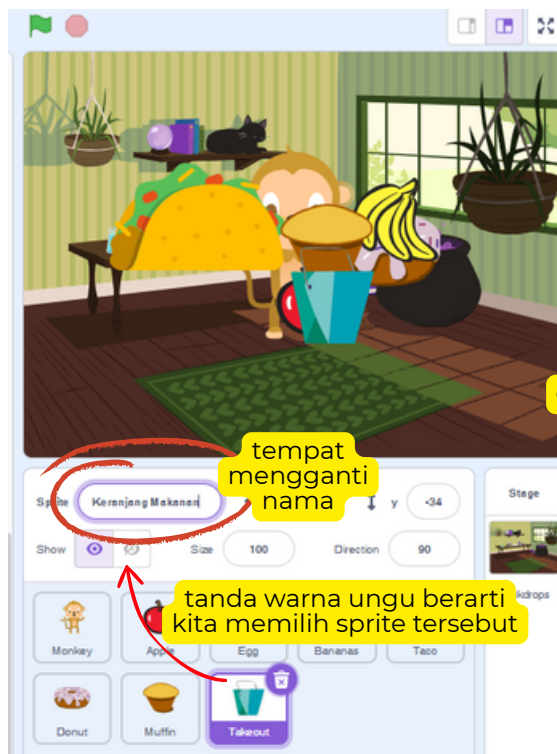 tempat
mengganti
nama
Sprite Keranjang Makanan y -34
Stage
Show Size 100 Direction 90
tanda warna ungu berarti
kita memilih sprite tersebut
Monkey Apple Egg Bananas Taco
Donut Muffin Takeout